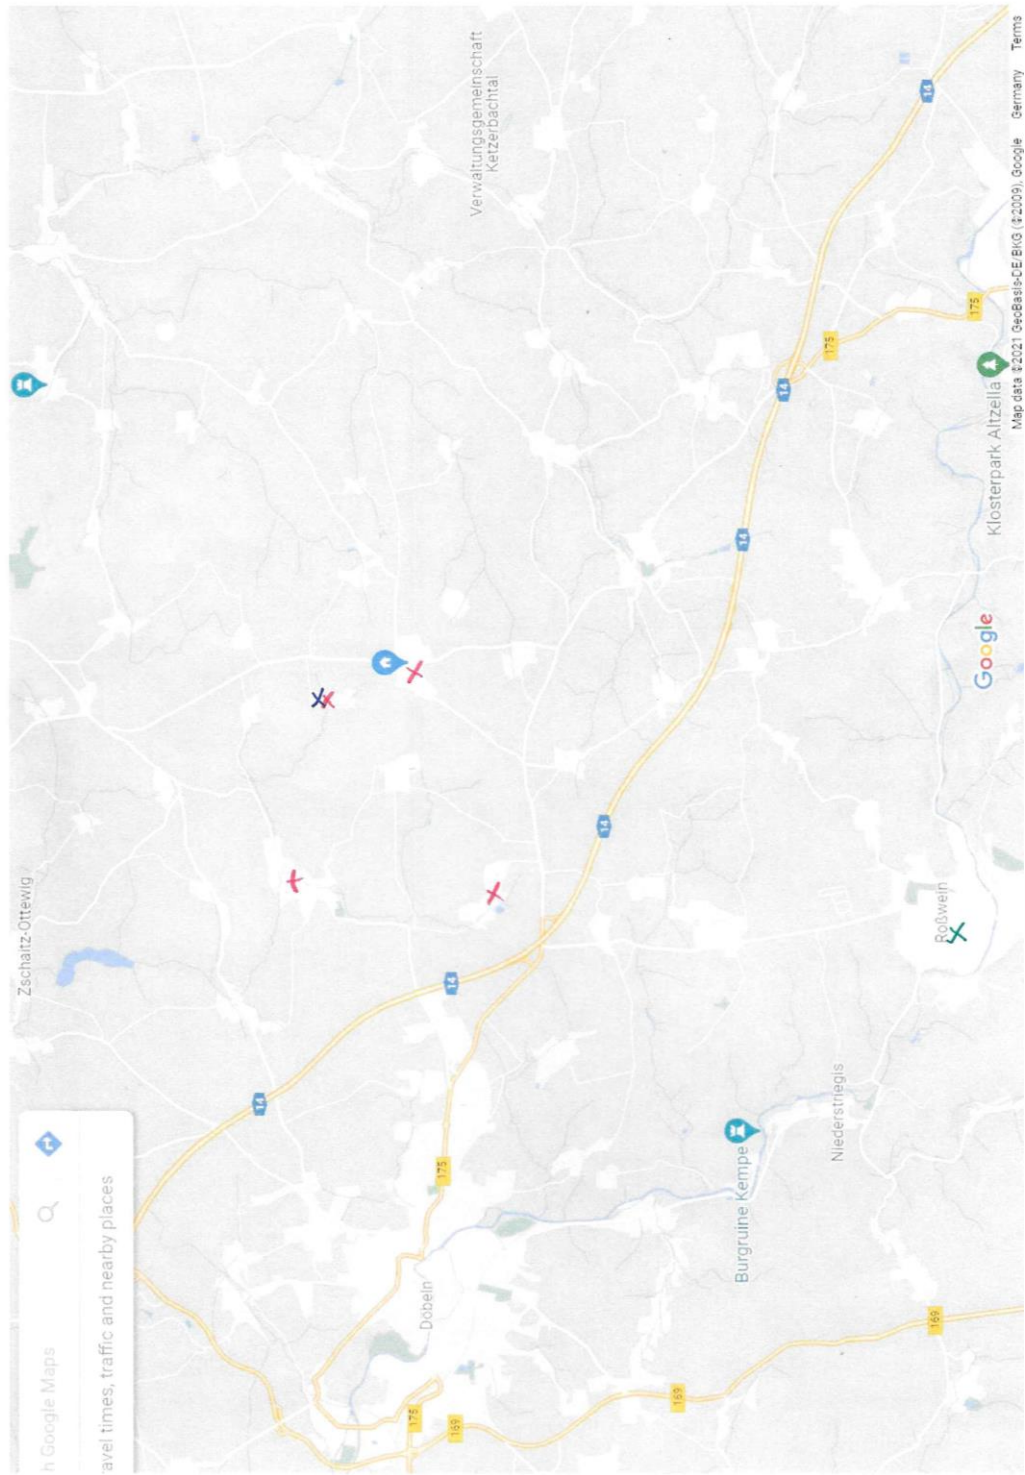 h Google Maps
avel times, traffic and nearby places
Zschaitz-Ottewig
Verwaltungsgemeinschaft
Ketzerbachtal
14
14
175
14
14
14
14
175
175
175
169
169
169
Döbeln
Burgruine Kempe
Niederstriegis
Roßwein
Klosterpark Altzella
Google
Map data ©2021 GeoBasis-DE/BKG (©2009), Google Germany Terms